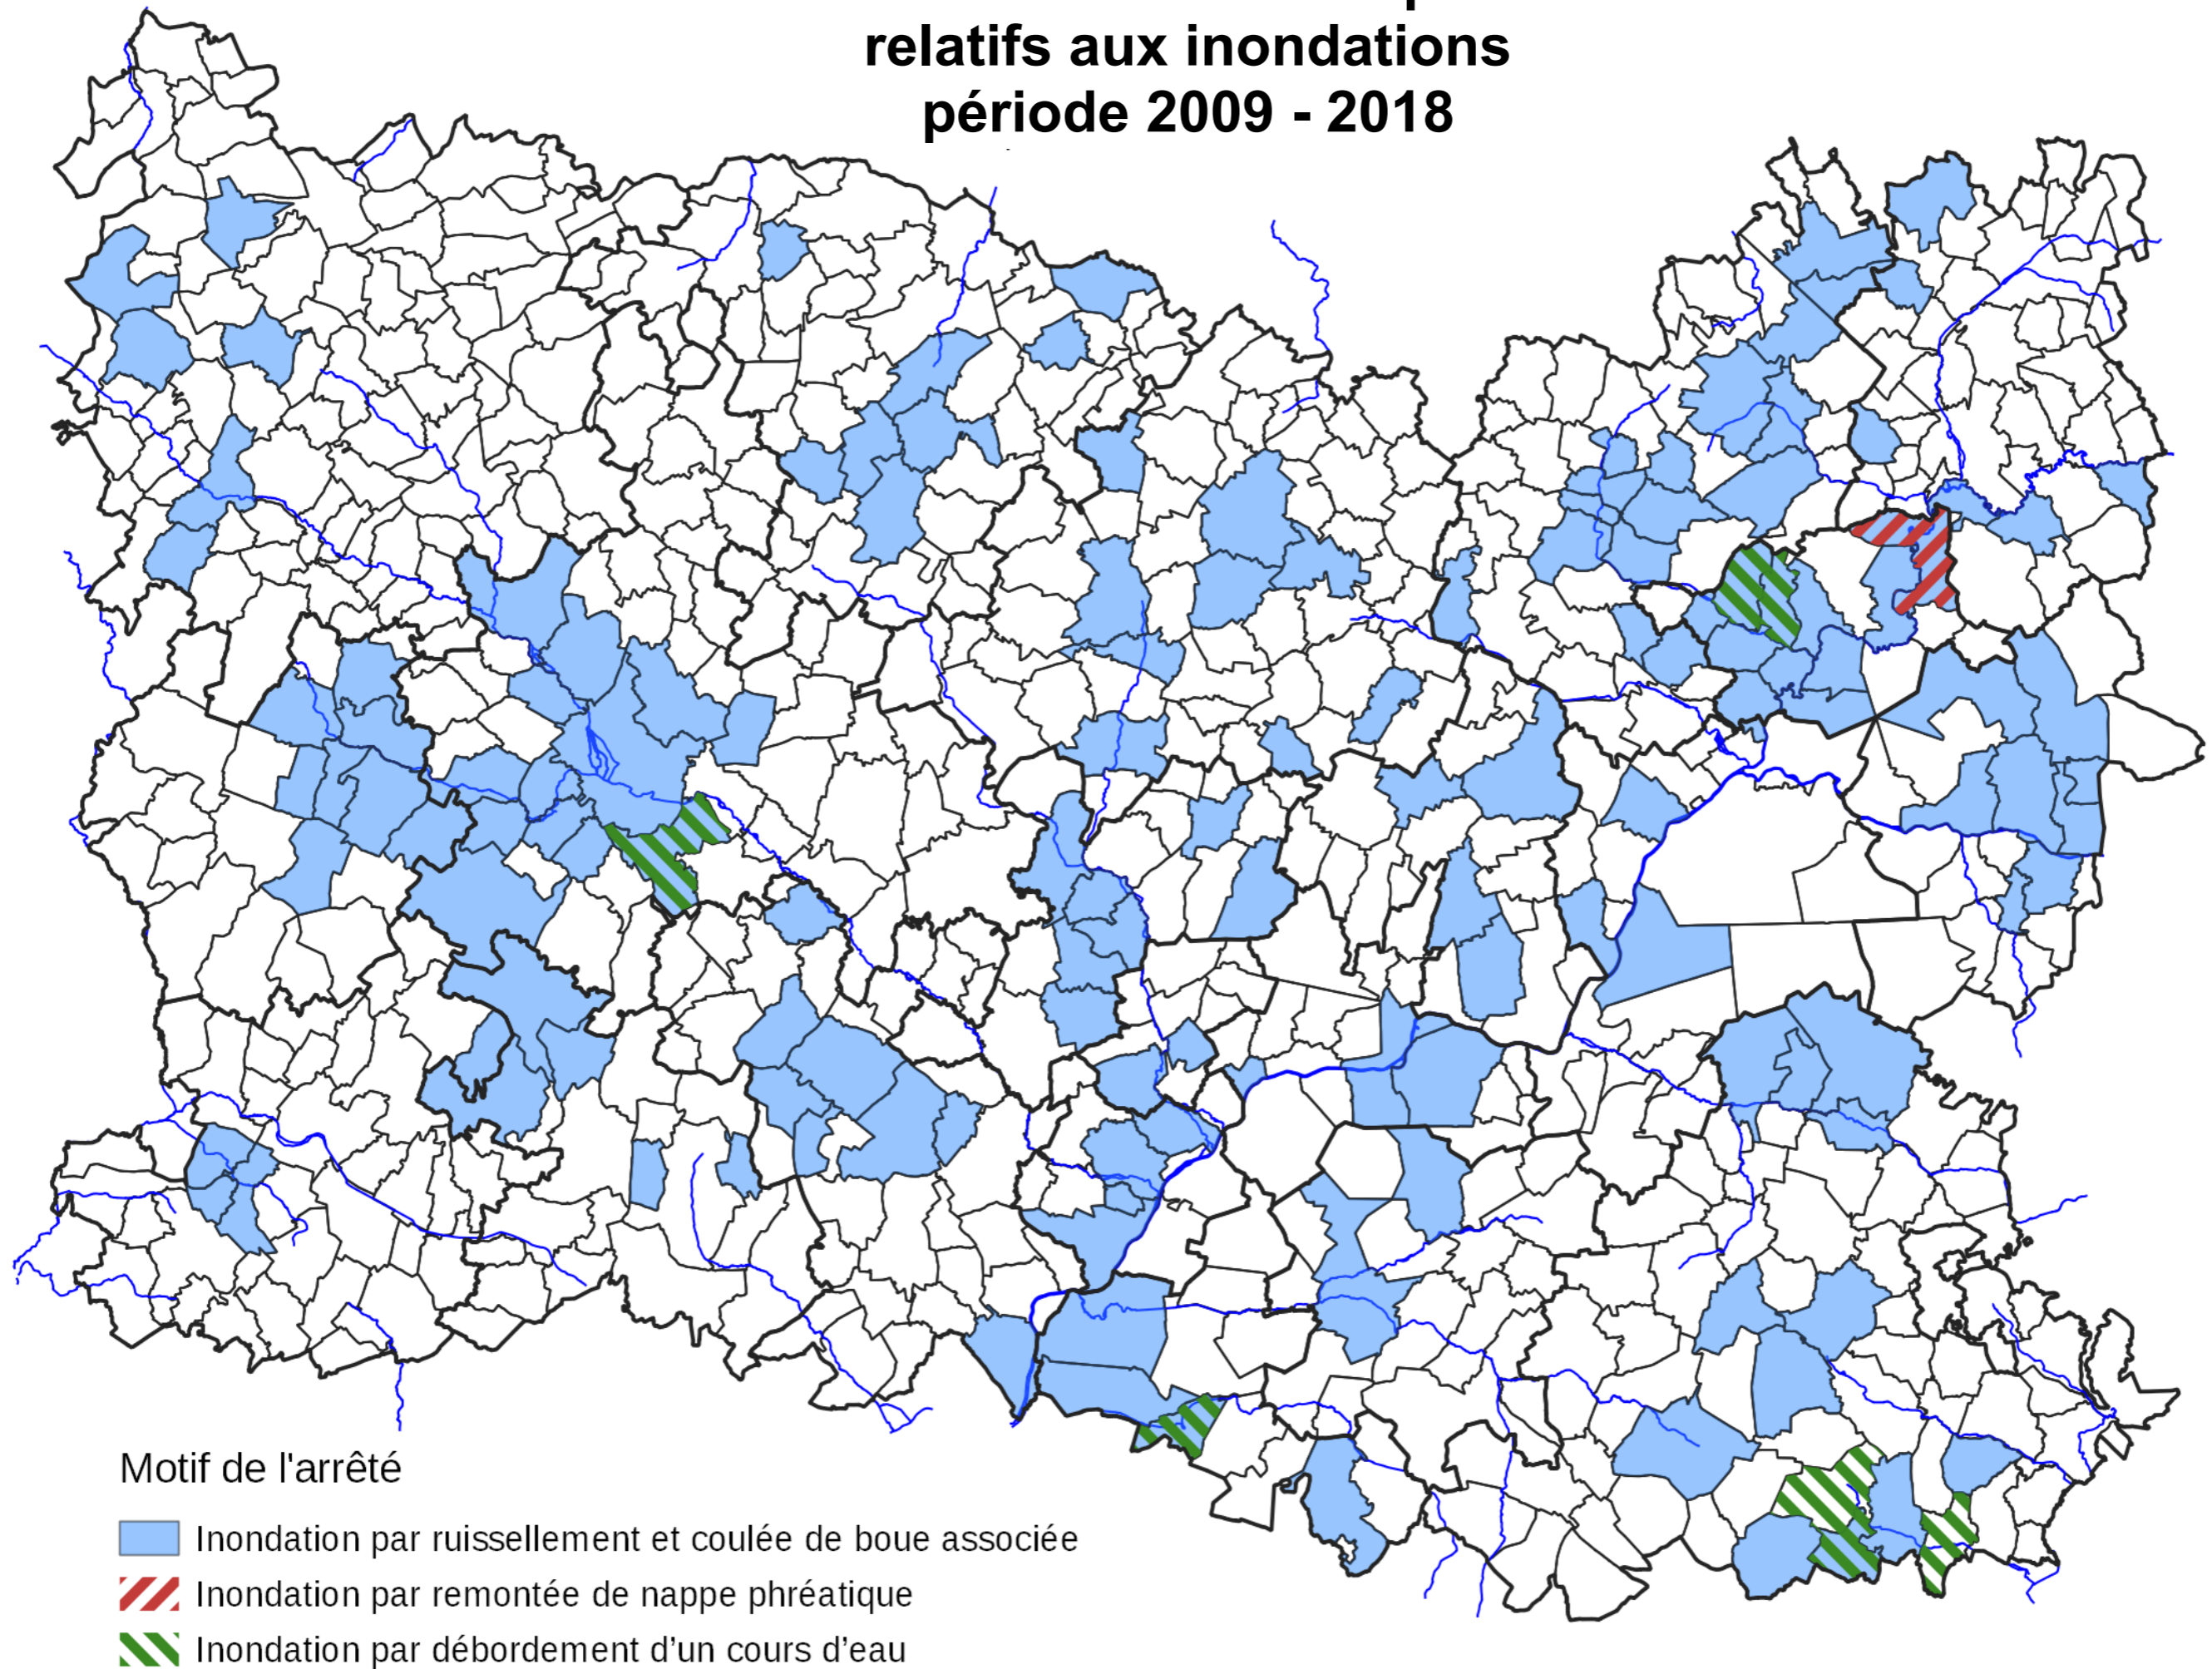 relatifs aux inondations
période 2009 - 2018
Motif de l'arrêté
Inondation par ruissellement et coulée de boue associée
Inondation par remontée de nappe phréatique
Inondation par débordement d'un cours d'eau